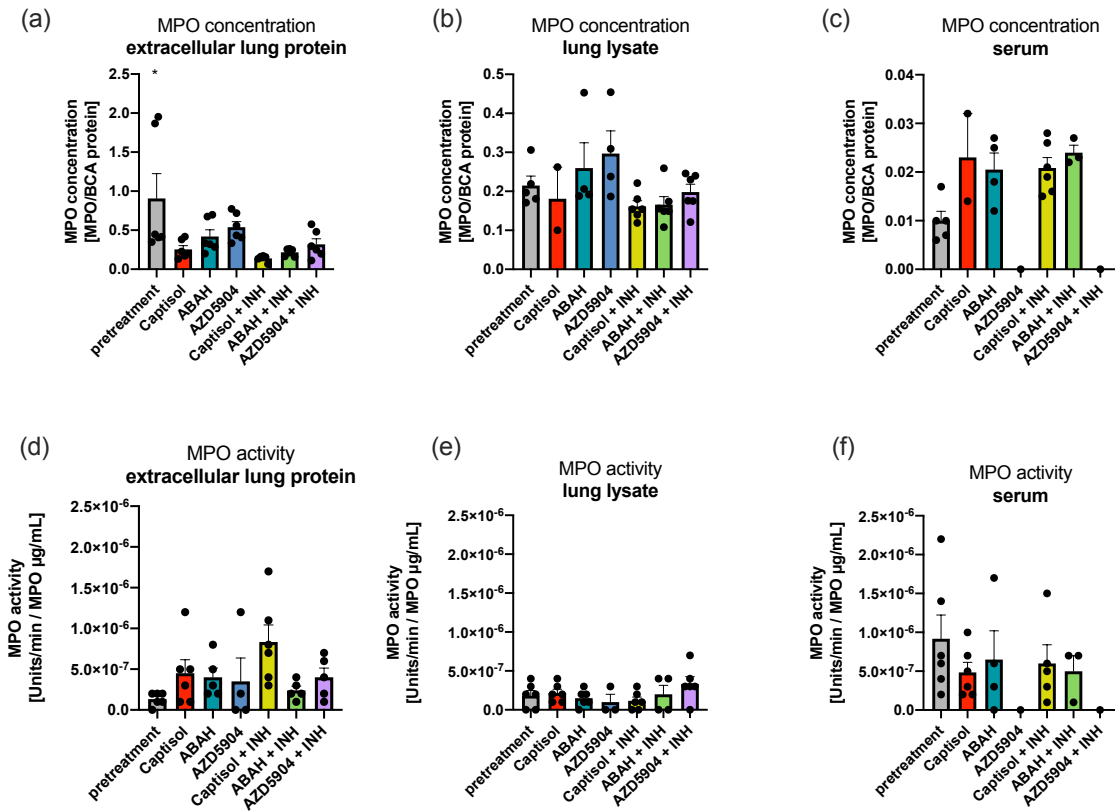 (a)
MPO concentration
extracellular lung protein
MPO concentration
[MPO/BCA protein]
2.5
2.0
1.5
1.0
0.5
0.0
*
pretreatment
Captisol
ABAH
AZD5904
Captisol + INH
ABAH + INH
AZD5904 + INH
(b)
MPO concentration
lung lysate
MPO concentration
[MPO/BCA protein]
0.5
0.4
0.3
0.2
0.1
0.0
pretreatment
Captisol
ABAH
AZD5904
Captisol + INH
ABAH + INH
AZD5904 + INH
(c)
MPO concentration
serum
MPO concentration
[MPO/BCA protein]
0.04
0.03
0.02
0.01
0.00
pretreatment
Captisol
ABAH
AZD5904
Captisol + INH
ABAH + INH
AZD5904 + INH
(d)
MPO activity
extracellular lung protein
MPO activity
[Units/min / MPO µg/mL]
2.5×10⁻⁶
2.0×10⁻⁶
1.5×10⁻⁶
1.0×10⁻⁶
5.0×10⁻⁷
0.0
pretreatment
Captisol
ABAH
AZD5904
Captisol + INH
ABAH + INH
AZD5904 + INH
(e)
MPO activity
lung lysate
MPO activity
[Units/min / MPO µg/mL]
2.5×10⁻⁶
2.0×10⁻⁶
1.5×10⁻⁶
1.0×10⁻⁶
5.0×10⁻⁷
0.0
pretreatment
Captisol
ABAH
AZD5904
Captisol + INH
ABAH + INH
AZD5904 + INH
(f)
MPO activity
serum
MPO activity
[Units/min / MPO µg/mL]
2.5×10⁻⁶
2.0×10⁻⁶
1.5×10⁻⁶
1.0×10⁻⁶
5.0×10⁻⁷
0.0
pretreatment
Captisol
ABAH
AZD5904
Captisol + INH
ABAH + INH
AZD5904 + INH